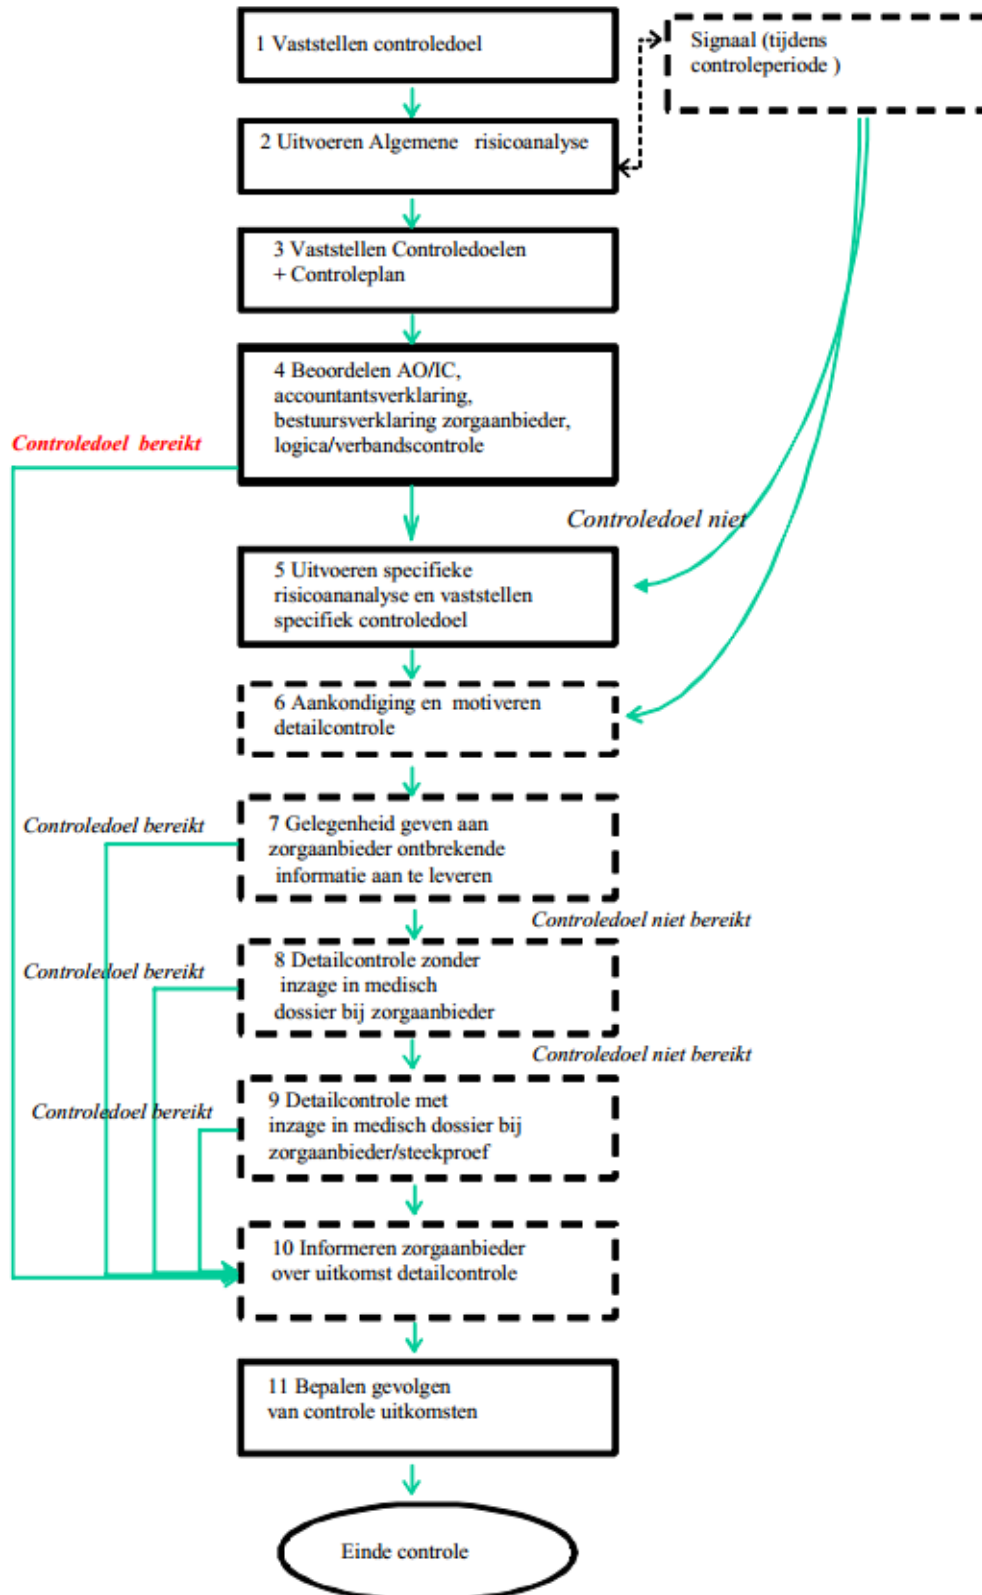 1 Vaststellen controledoel
Signaal (tijdens
controleperiode )
2 Uitvoeren Algemene risicoanalyse
3 Vaststellen Controledoelen
+ Controleplan
4 Beoordelen AO/IC,
accountantsverklaring,
bestuursverklaring zorgaanbieder,
logica/verbandscontrole
Controledoel bereikt
Controledoel niet
5 Uitvoeren specifieke
risicoananalyse en vaststellen
specifiek controledoel
6 Aankondiging en motiveren
detailcontrole
Controledoel bereikt
7 Gelegenheid geven aan
zorgaanbieder ontbrekende
informatie aan te leveren
Controledoel niet bereikt
Controledoel bereikt
8 Detailcontrole zonder
inzage in medisch
dossier bij zorgaanbieder
Controledoel niet bereikt
Controledoel bereikt
9 Detailcontrole met
inzage in medisch dossier bij
zorgaanbieder/steekproef
10 Informeren zorgaanbieder
over uitkomst detailcontrole
11 Bepalen gevolgen
van controle uitkomsten
Einde controle